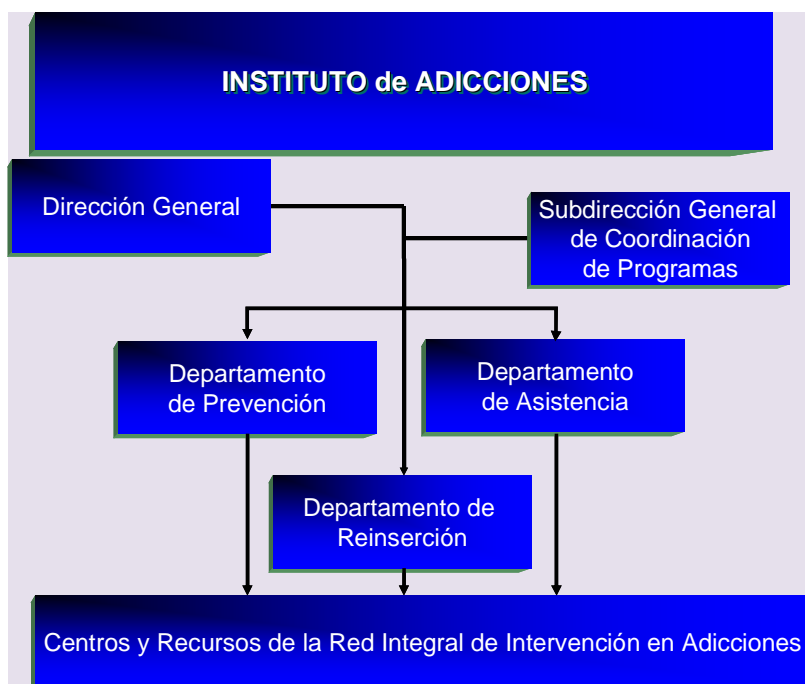 INSTITUTO de ADICCIONES
Dirección General
Subdirección General
de Coordinación
de Programas
Departamento
de Prevención
Departamento
de Asistencia
Departamento de
Reinserción
Centros y Recursos de la Red Integral de Intervención en Adicciones